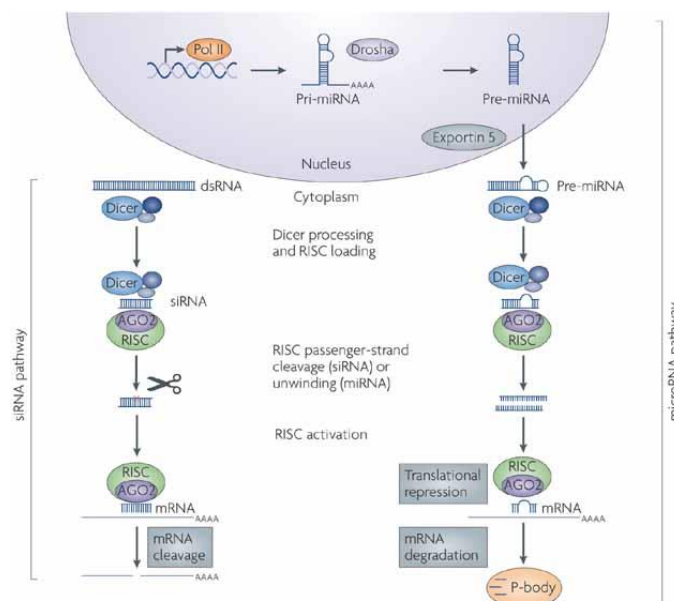 Pol II
Drosha
AAAA
Pri-miRNA
Pre-miRNA
Exportin 5
Nucleus
dsRNA
Cytoplasm
Pre-miRNA
Dicer
Dicer
Dicer processing
and RISC loading
Dicer
siRNA
AGO2
RISC
Dicer
AGO2
RISC
RISC passenger-strand
cleavage (siRNA) or
unwinding (miRNA)
siRNA pathway
microRNA pathway
RISC activation
RISC
AGO2
mRNA
AAAA
Translational
repression
RISC
AGO2
mRNA
AAAA
mRNA
cleavage
AAAA
mRNA
degradation
P-body